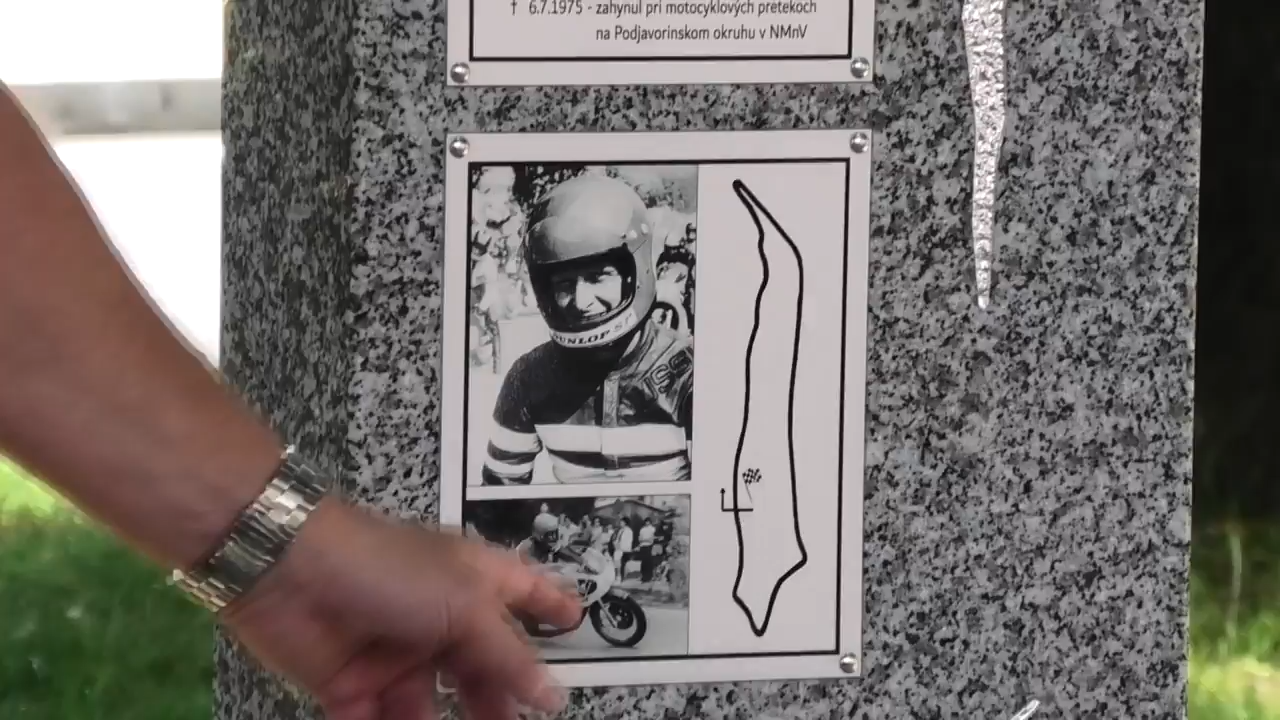 † 6.7.1975 - zahynul pri motocyklových pretekoch
na Podjavorinskom okruhu v NMnV
DUNLOP